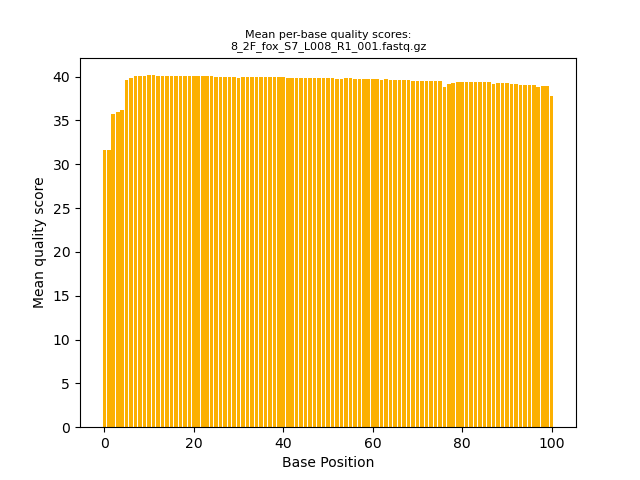 Mean per-base quality scores:
8_2F_fox_S7_L008_R1_001.fastq.gz
40
35
30
25
20
15
10
5
0
Mean quality score
0 20 40 60 80 100
Base Position